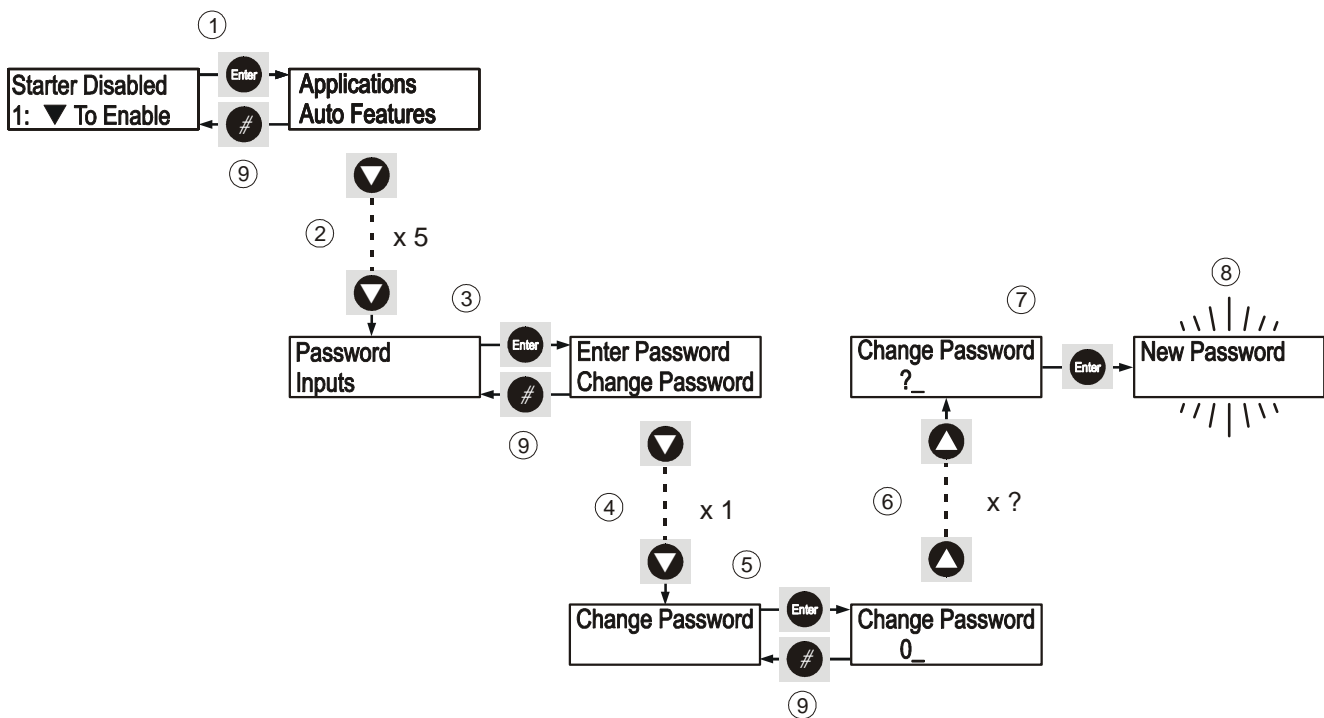 1
Starter Disabled
1: ▼ To Enable
Enter
#
9
Applications
Auto Features
2
x 5
3
Password
Inputs
Enter
#
9
Enter Password
Change Password
4
x 1
5
Change Password
Enter
#
9
Change Password
0_
6
x ?
7
Change Password
?_
Enter
8
New Password